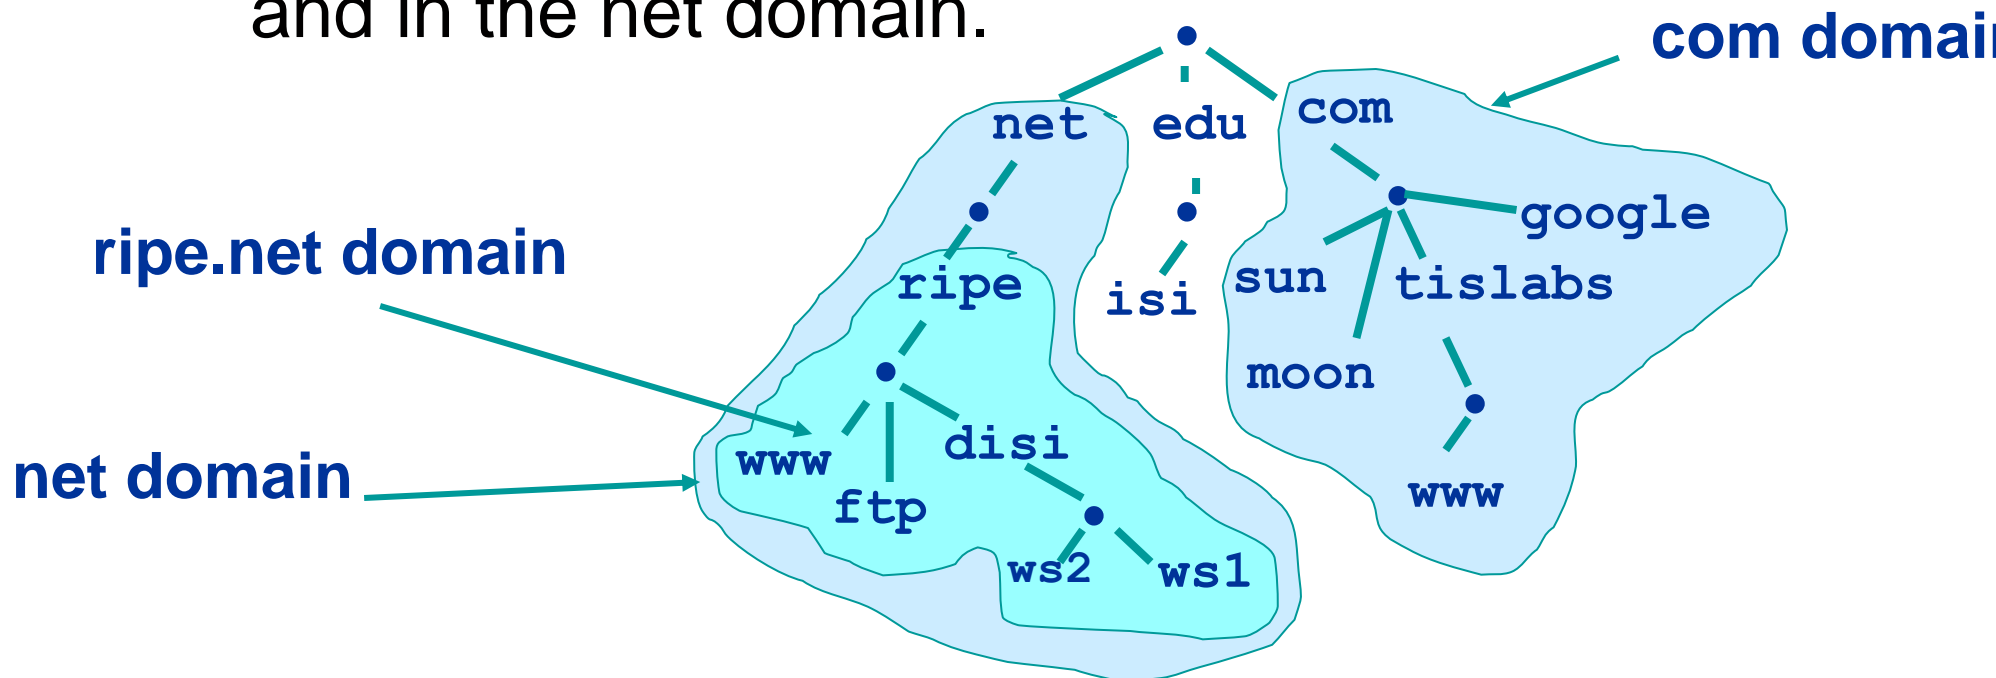 and in the net domain.
com domain
net edu com
google
ripe.net domain
ripe isi sun tislabs
moon
www disi
net domain
ftp www
ws2 ws1